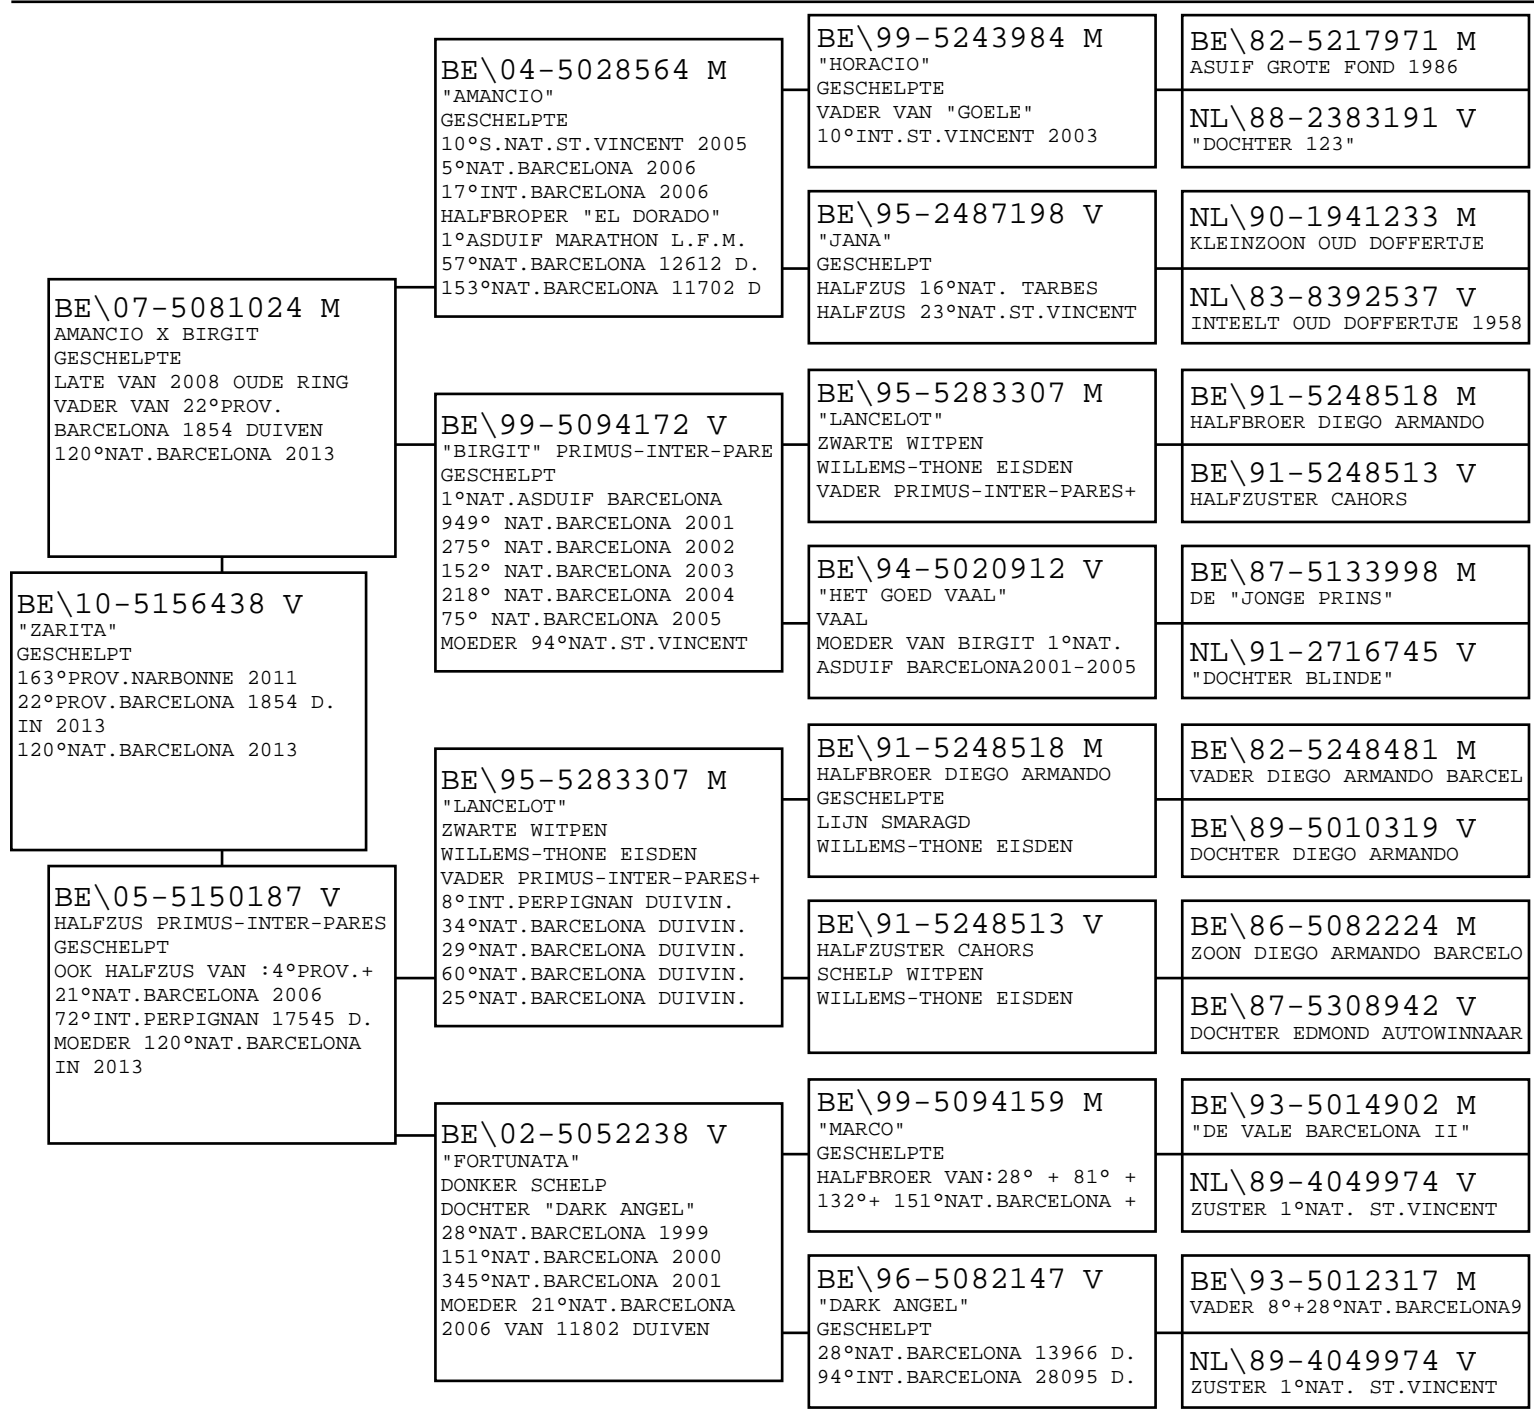 BE\10-5156438 V
"ZARITA"
GESCHELPT
163°PROV.NARBONNE 2011
22°PROV.BARCELONA 1854 D.
IN 2013
120°NAT.BARCELONA 2013
BE\07-5081024 M
AMANCIO X BIRGIT
GESCHELPTE
LATE VAN 2008 OUDE RING
VADER VAN 22°PROV.
BARCELONA 1854 DUIVEN
120°NAT.BARCELONA 2013
BE\05-5150187 V
HALFZUS PRIMUS-INTER-PARES
GESCHELPT
OOK HALFZUS VAN :4°PROV.+
21°NAT.BARCELONA 2006
72°INT.PERPIGNAN 17545 D.
MOEDER 120°NAT.BARCELONA
IN 2013
BE\04-5028564 M
"AMANCIO"
GESCHELPTE
10°S.NAT.ST.VINCENT 2005
5°NAT.BARCELONA 2006
17°INT.BARCELONA 2006
HALFBROPER "EL DORADO"
1°ASDUIF MARATHON L.F.M.
57°NAT.BARCELONA 12612 D.
153°NAT.BARCELONA 11702 D
BE\99-5094172 V
"BIRGIT" PRIMUS-INTER-PARE
GESCHELPT
1°NAT.ASDUIF BARCELONA
949° NAT.BARCELONA 2001
275° NAT.BARCELONA 2002
152° NAT.BARCELONA 2003
218° NAT.BARCELONA 2004
75° NAT.BARCELONA 2005
MOEDER 94°NAT.ST.VINCENT
BE\95-5283307 M
"LANCELOT"
ZWARTE WITPEN
WILLEMS-THONE EISDEN
VADER PRIMUS-INTER-PARES+
8°INT.PERPIGNAN DUIVIN.
34°NAT.BARCELONA DUIVIN.
29°NAT.BARCELONA DUIVIN.
60°NAT.BARCELONA DUIVIN.
25°NAT.BARCELONA DUIVIN.
BE\02-5052238 V
"FORTUNATA"
DONKER SCHELP
DOCHTER "DARK ANGEL"
28°NAT.BARCELONA 1999
151°NAT.BARCELONA 2000
345°NAT.BARCELONA 2001
MOEDER 21°NAT.BARCELONA
2006 VAN 11802 DUIVEN
BE\99-5243984 M
"HORACIO"
GESCHELPTE
VADER VAN "GOELE"
10°INT.ST.VINCENT 2003
BE\95-2487198 V
"JANA"
GESCHELPT
HALFZUS 16°NAT. TARBES
HALFZUS 23°NAT.ST.VINCENT
BE\95-5283307 M
"LANCELOT"
ZWARTE WITPEN
WILLEMS-THONE EISDEN
VADER PRIMUS-INTER-PARES+
BE\94-5020912 V
"HET GOED VAAL"
VAAL
MOEDER VAN BIRGIT 1°NAT.
ASDUIF BARCELONA2001-2005
BE\91-5248518 M
HALFBROER DIEGO ARMANDO
GESCHELPTE
LIJN SMARAGD
WILLEMS-THONE EISDEN
BE\91-5248513 V
HALFZUSTER CAHORS
SCHELP WITPEN
WILLEMS-THONE EISDEN
BE\99-5094159 M
"MARCO"
GESCHELPTE
HALFBROER VAN:28° + 81° +
132°+ 151°NAT.BARCELONA +
BE\96-5082147 V
"DARK ANGEL"
GESCHELPT
28°NAT.BARCELONA 13966 D.
94°INT.BARCELONA 28095 D.
BE\82-5217971 M
ASUIF GROTE FOND 1986
NL\88-2383191 V
"DOCHTER 123"
NL\90-1941233 M
KLEINZOON OUD DOFFERTJE
NL\83-8392537 V
INTEELT OUD DOFFERTJE 1958
BE\91-5248518 M
HALFBROER DIEGO ARMANDO
BE\91-5248513 V
HALFZUSTER CAHORS
BE\87-5133998 M
DE "JONGE PRINS"
NL\91-2716745 V
"DOCHTER BLINDE"
BE\82-5248481 M
VADER DIEGO ARMANDO BARCEL
BE\89-5010319 V
DOCHTER DIEGO ARMANDO
BE\86-5082224 M
ZOON DIEGO ARMANDO BARCELO
BE\87-5308942 V
DOCHTER EDMOND AUTOWINNAAR
BE\93-5014902 M
"DE VALE BARCELONA II"
NL\89-4049974 V
ZUSTER 1°NAT. ST.VINCENT
BE\93-5012317 M
VADER 8°+28°NAT.BARCELONA9
NL\89-4049974 V
ZUSTER 1°NAT. ST.VINCENT